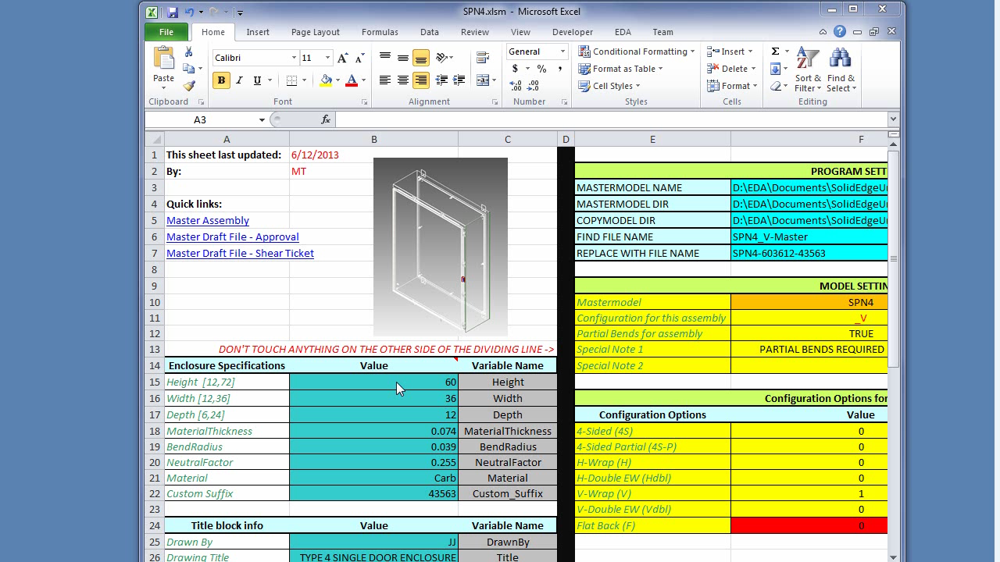 SPN4.xlsm - Microsoft Excel
File Home Insert Page Layout Formulas Data Review View Developer EDA Team
Calibri 11 General Conditional Formatting Insert Σ
Paste B I U A $ % , Format as Table Delete Sort & Filter Find & Select
Cell Styles Format
Clipboard Font Alignment Number Styles Cells Editing
A3 fx
A B C D E F
1 This sheet last updated: 6/12/2013
2 By: MT PROGRAM SETT
3 MASTERMODEL NAME D:\EDA\Documents\SolidEdgeU
4 Quick links: MASTERMODEL DIR D:\EDA\Documents\SolidEdgeU
5 Master Assembly COPYMODEL DIR D:\EDA\Documents\SolidEdgeU
6 Master Draft File - Approval FIND FILE NAME SPN4_V-Master
7 Master Draft File - Shear Ticket REPLACE WITH FILE NAME SPN4-603612-43563
8
9 MODEL SETTIN
10 Mastermodel SPN4
11 Configuration for this assembly _V
12 Partial Bends for assembly TRUE
13 DON'T TOUCH ANYTHING ON THE OTHER SIDE OF THE DIVIDING LINE -> Special Note 1 PARTIAL BENDS REQUIRED
14 Enclosure Specifications Value Variable Name Special Note 2
15 Height [12,72] 60 Height
16 Width [12,36] 36 Width Configuration Options for
17 Depth [6,24] 12 Depth Configuration Options Value
18 MaterialThickness 0.074 MaterialThickness 4-Sided (4S) 0
19 BendRadius 0.039 BendRadius 4-Sided Partial (4S-P) 0
20 NeutralFactor 0.255 NeutralFactor H-Wrap (H) 0
21 Material Carb Material H-Double EW (Hdbl) 0
22 Custom Suffix 43563 Custom_Suffix V-Wrap (V) 1
23 V-Double EW (Vdbl) 0
24 Title block info Value Variable Name Flat Back (F) 0
25 Drawn By JJ DrawnBy
26 Drawing Title TYPE 4 SINGLE DOOR ENCLOSURE Title